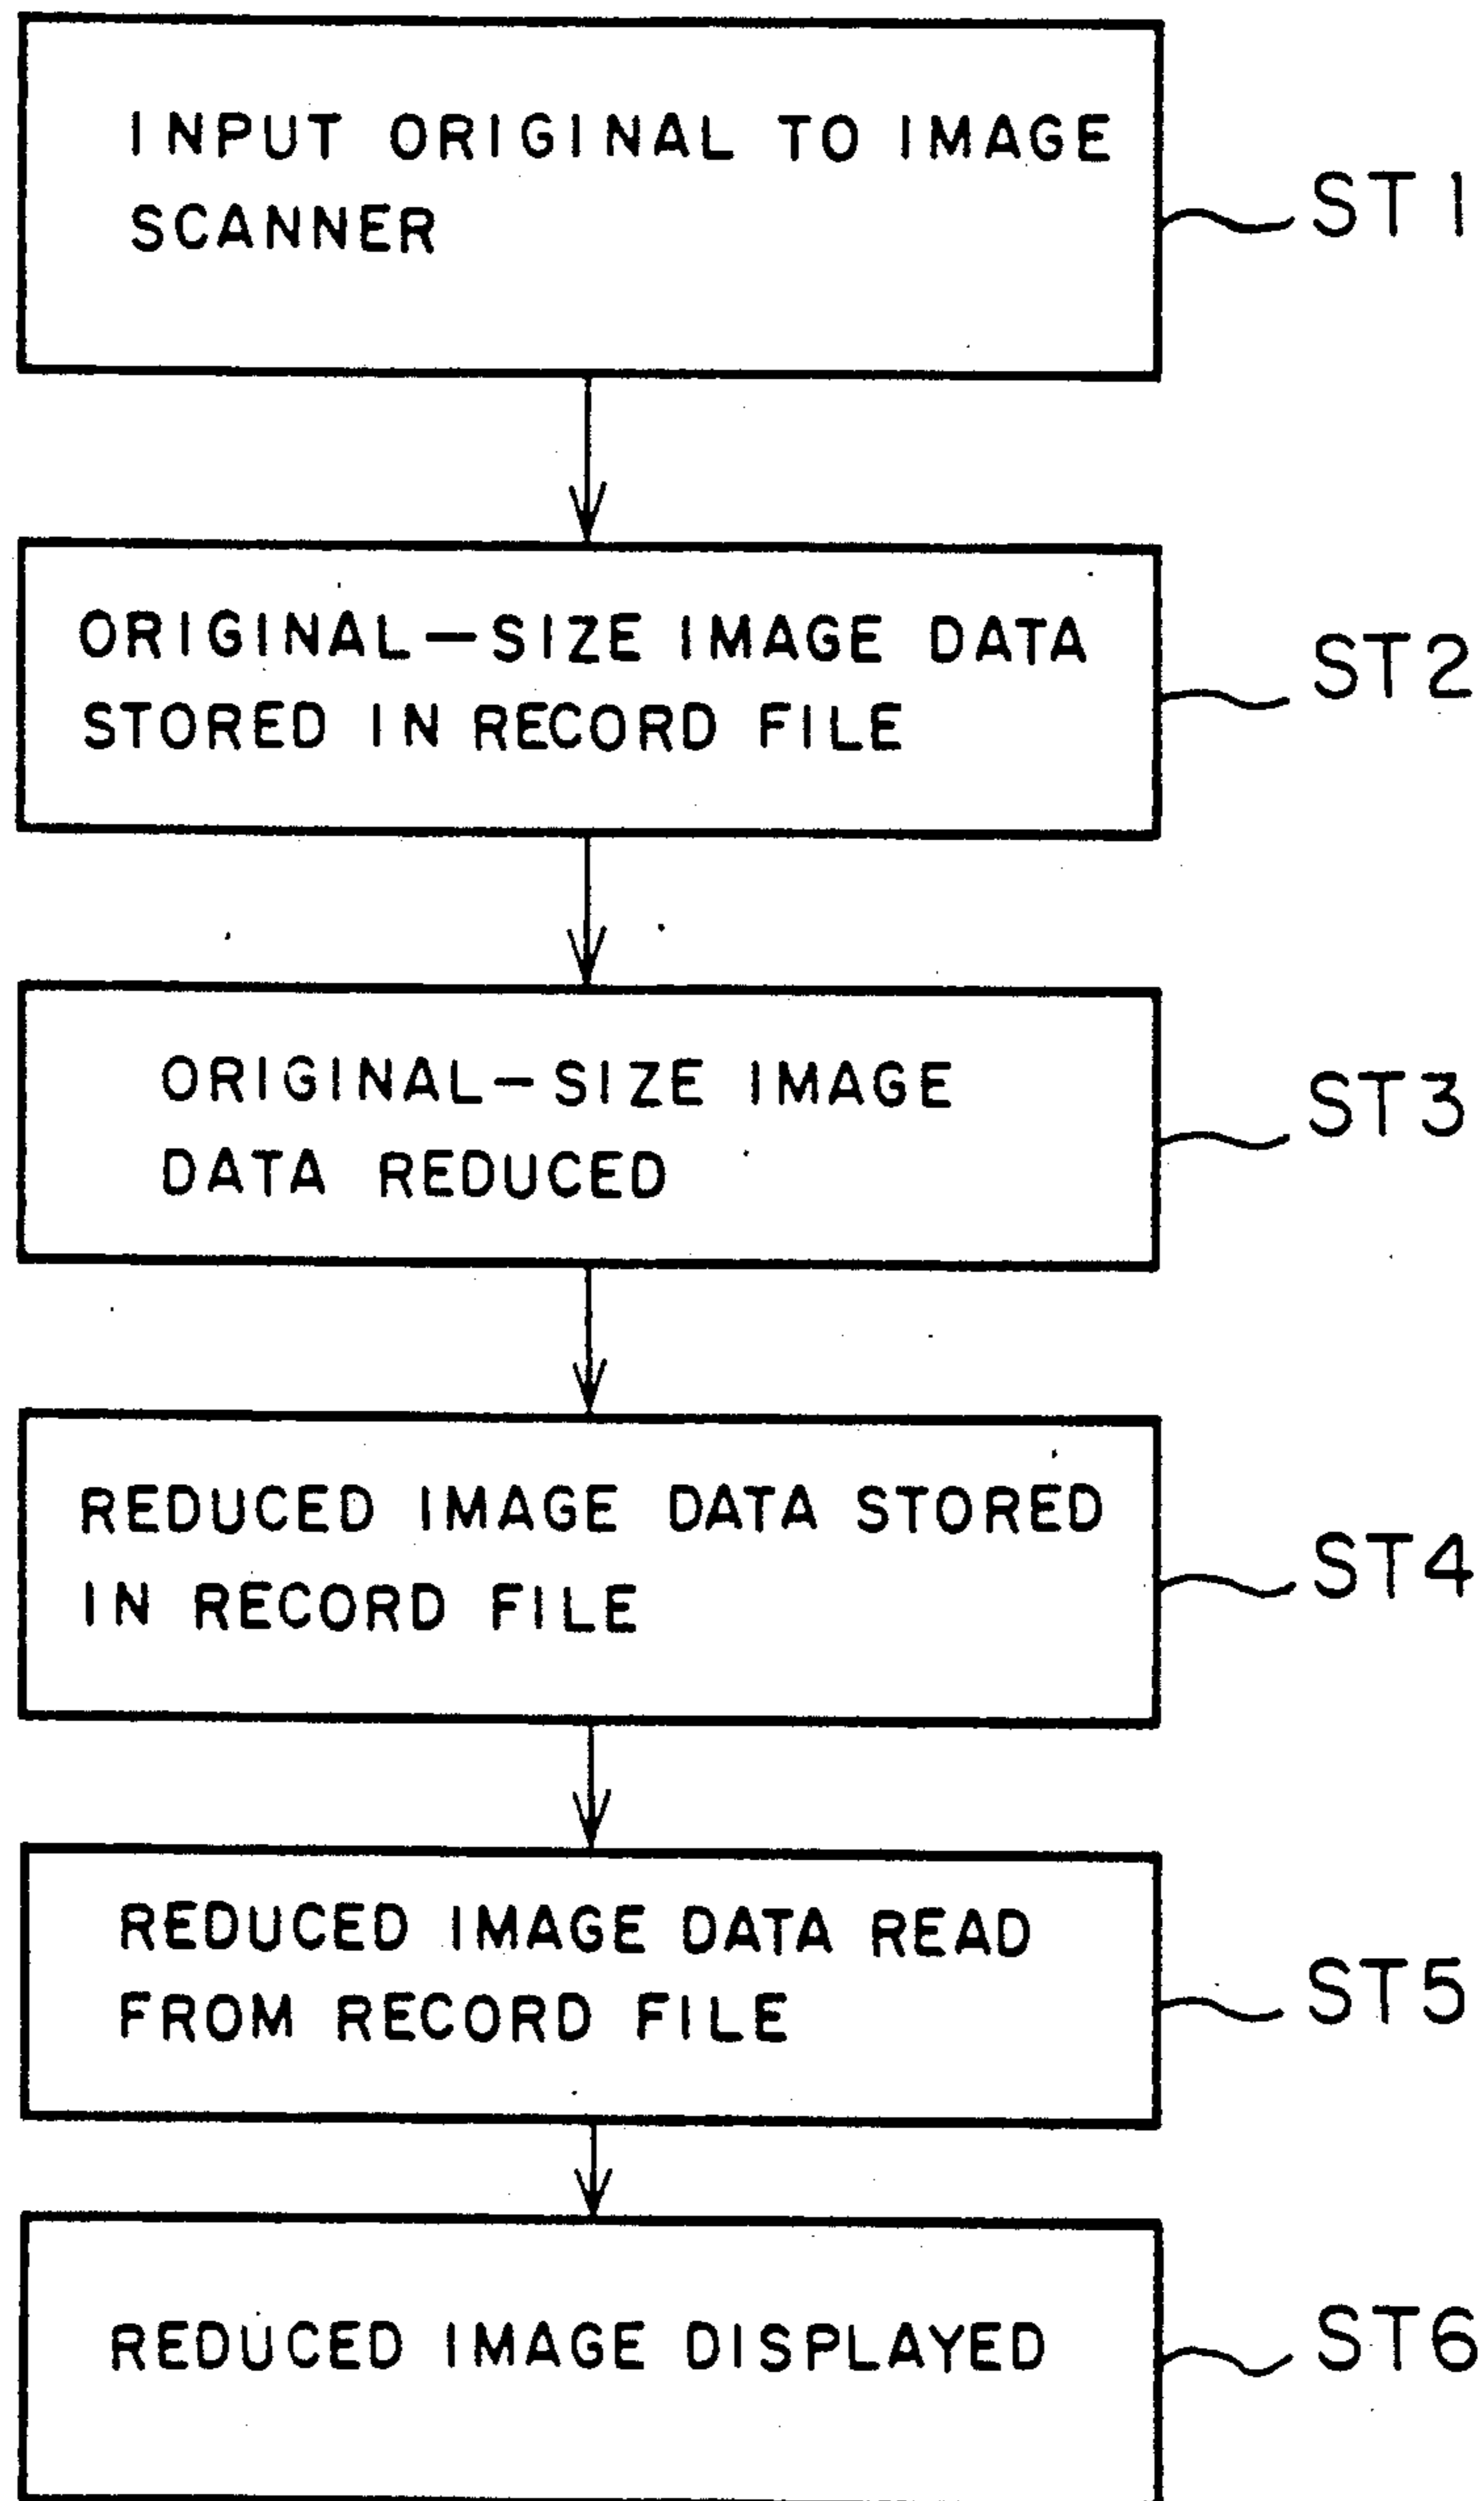 INPUT ORIGINAL TO IMAGE
SCANNER
ST1
ORIGINAL-SIZE IMAGE DATA
STORED IN RECORD FILE
ST2
ORIGINAL-SIZE IMAGE
DATA REDUCED
ST3
REDUCED IMAGE DATA STORED
IN RECORD FILE
ST4
REDUCED IMAGE DATA READ
FROM RECORD FILE
ST5
REDUCED IMAGE DISPLAYED
ST6